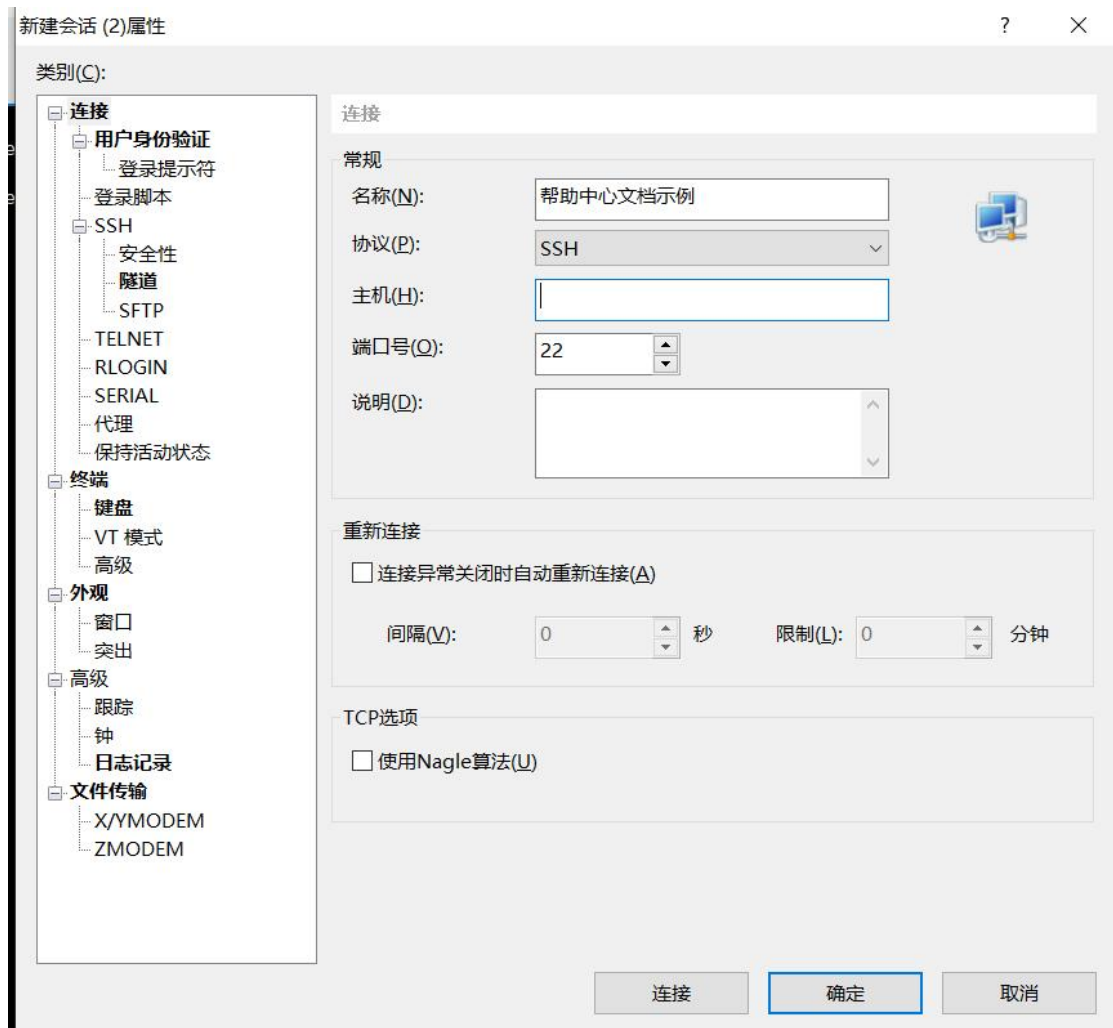 新建会话 (2)属性
?
类别(C):
连接
用户身份验证
登录提示符
登录脚本
SSH
安全性
隧道
SFTP
TELNET
RLOGIN
SERIAL
代理
保持活动状态
终端
键盘
VT 模式
高级
外观
窗口
突出
高级
跟踪
钟
日志记录
文件传输
X/YMODEM
ZMODEM
连接
常规
名称(N): 帮助中心文档示例
协议(P): SSH
主机(H):
端口号(O): 22
说明(D):
重新连接
连接异常关闭时自动重新连接(A)
间隔(V): 0 秒 限制(L): 0 分钟
TCP选项
使用Nagle算法(U)
连接 确定 取消